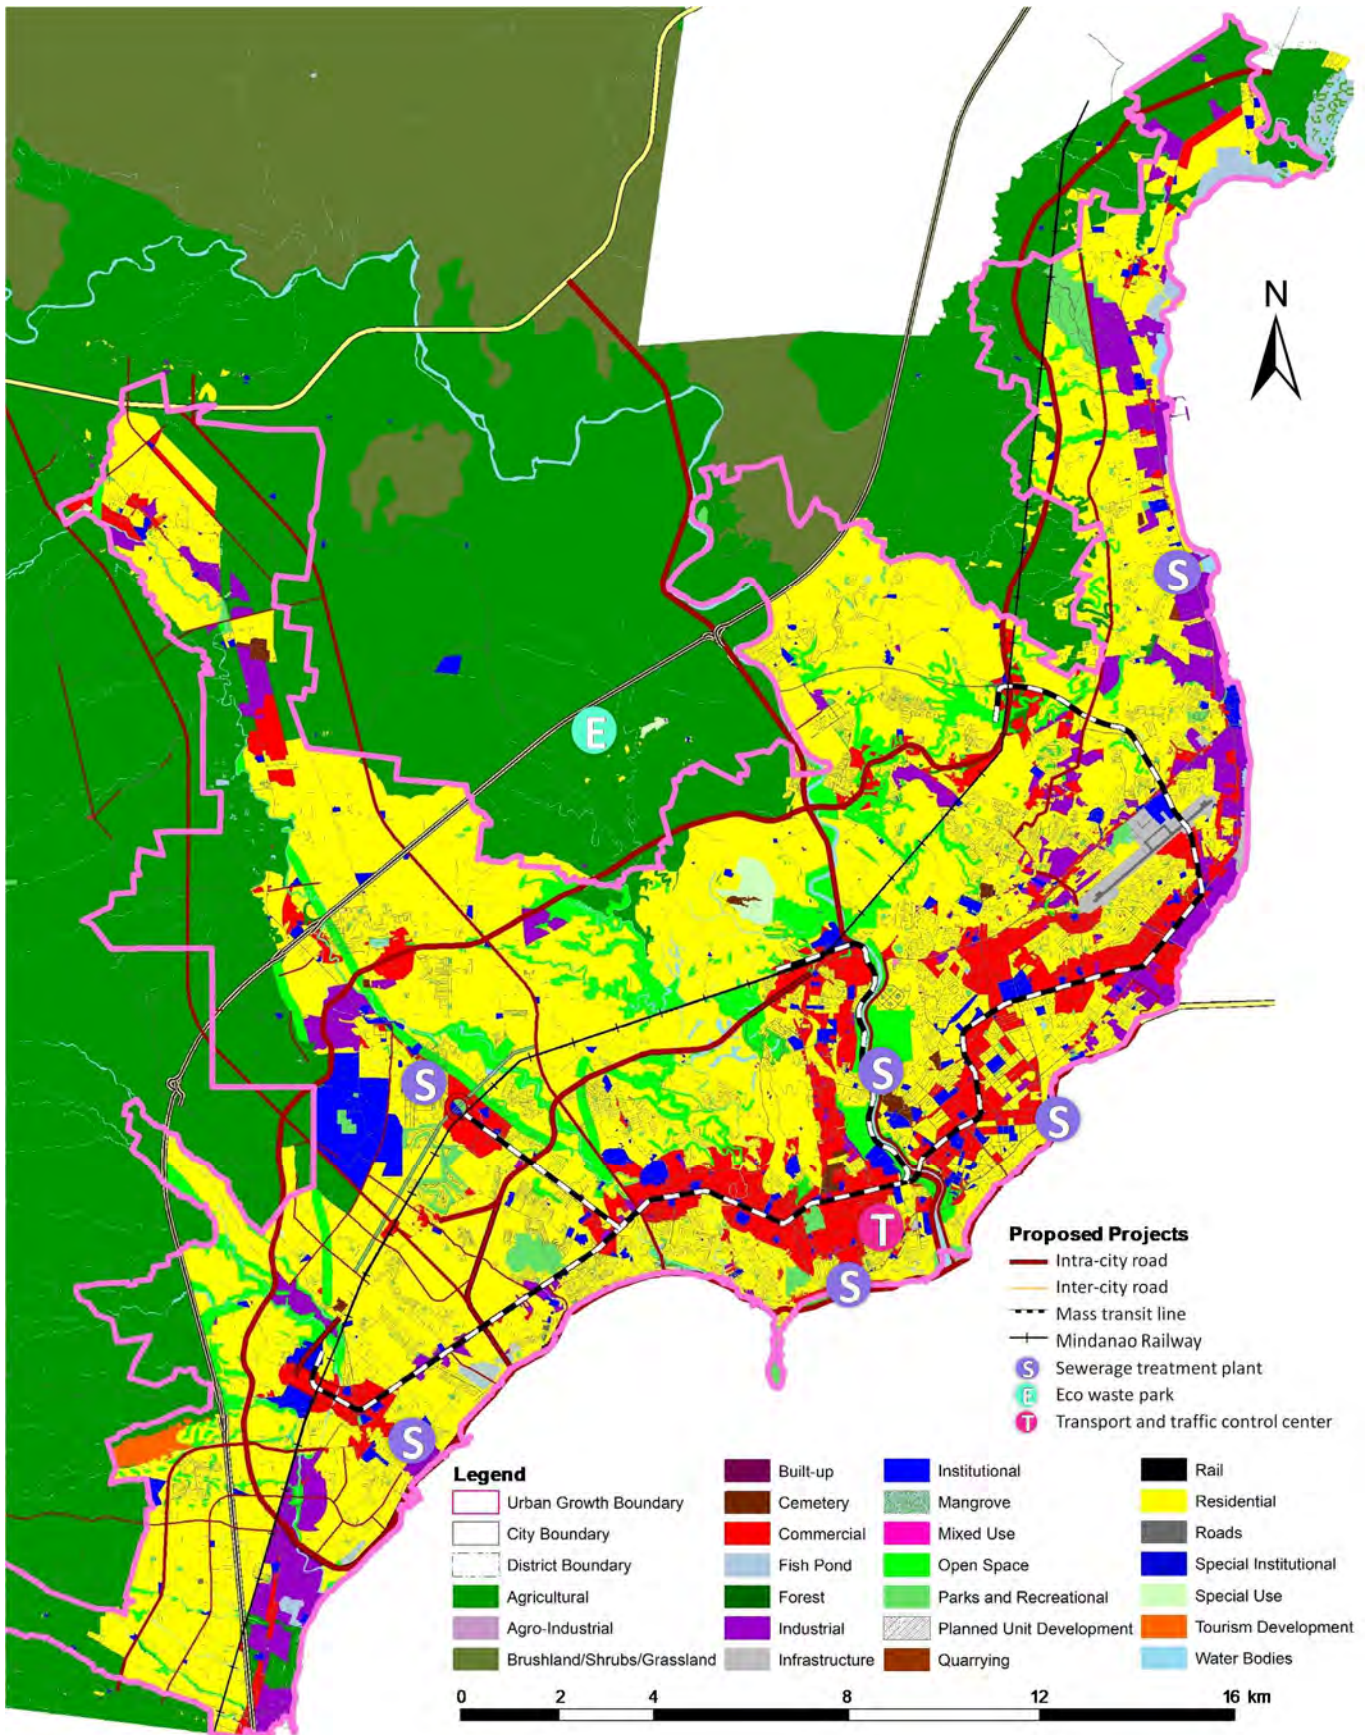 N
S
E
S
S
S
T
S
S
Proposed Projects
Intra-city road
Inter-city road
Mass transit line
Mindanao Railway
S Sewerage treatment plant
E Eco waste park
T Transport and traffic control center
Legend
Urban Growth Boundary
City Boundary
District Boundary
Agricultural
Agro-Industrial
Brushland/Shrubs/Grassland
Built-up
Cemetery
Commercial
Fish Pond
Forest
Industrial
Infrastructure
Institutional
Mangrove
Mixed Use
Open Space
Parks and Recreational
Planned Unit Development
Quarrying
Rail
Residential
Roads
Special Institutional
Special Use
Tourism Development
Water Bodies
0 2 4 8 12 16 km